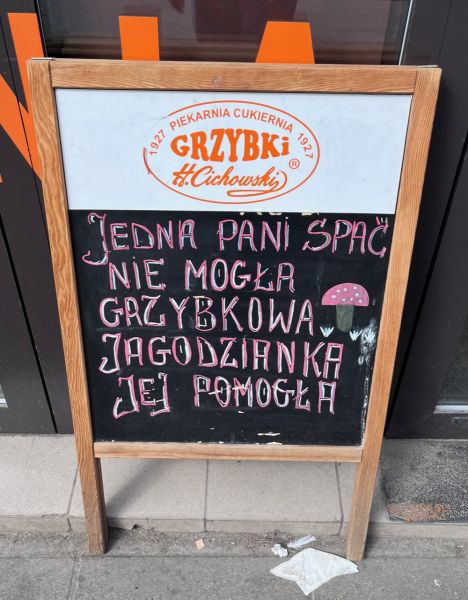 1927 PIEKARNIA CUKIERNIA 1927
GRZYBKi ®
H. Cichowski
JEDNA PANI SPAĆ
NIE MOGŁA
GRZYBKOWA
JAGODZIANKA
JEJ POMOGŁA